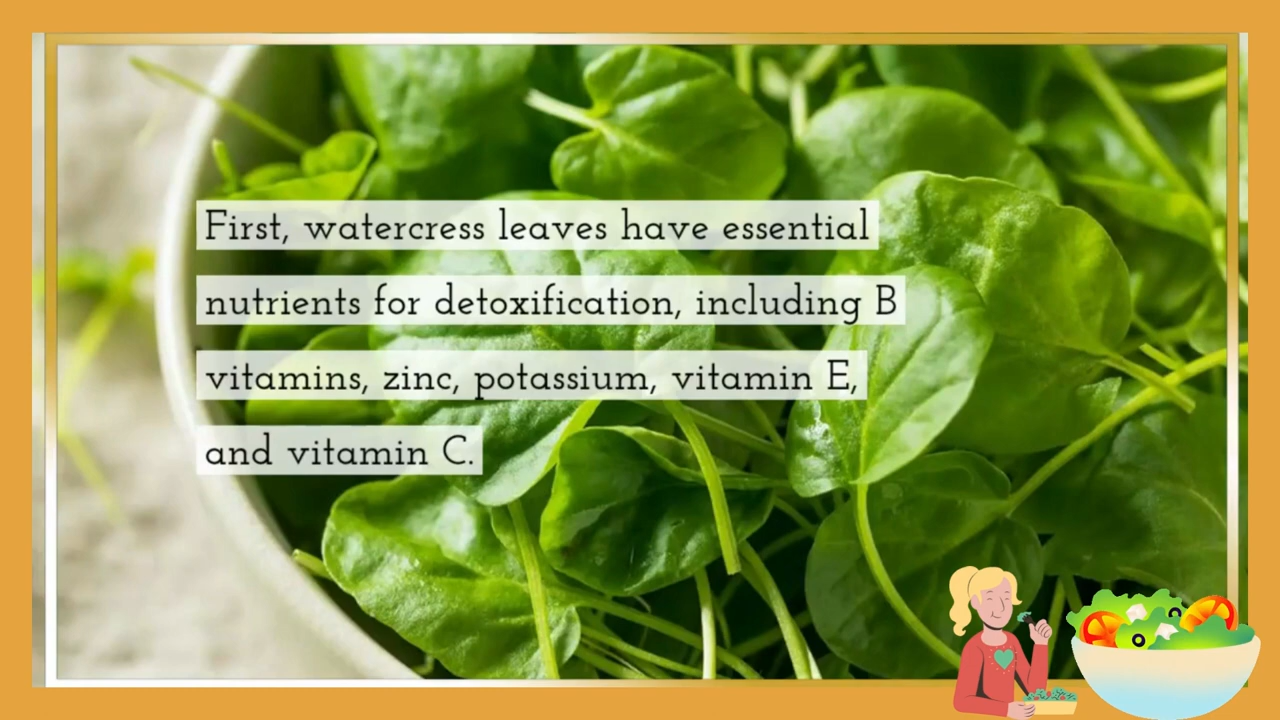 First, watercress leaves have essential
nutrients for detoxification, including B
vitamins, zinc, potassium, vitamin E,
and vitamin C.